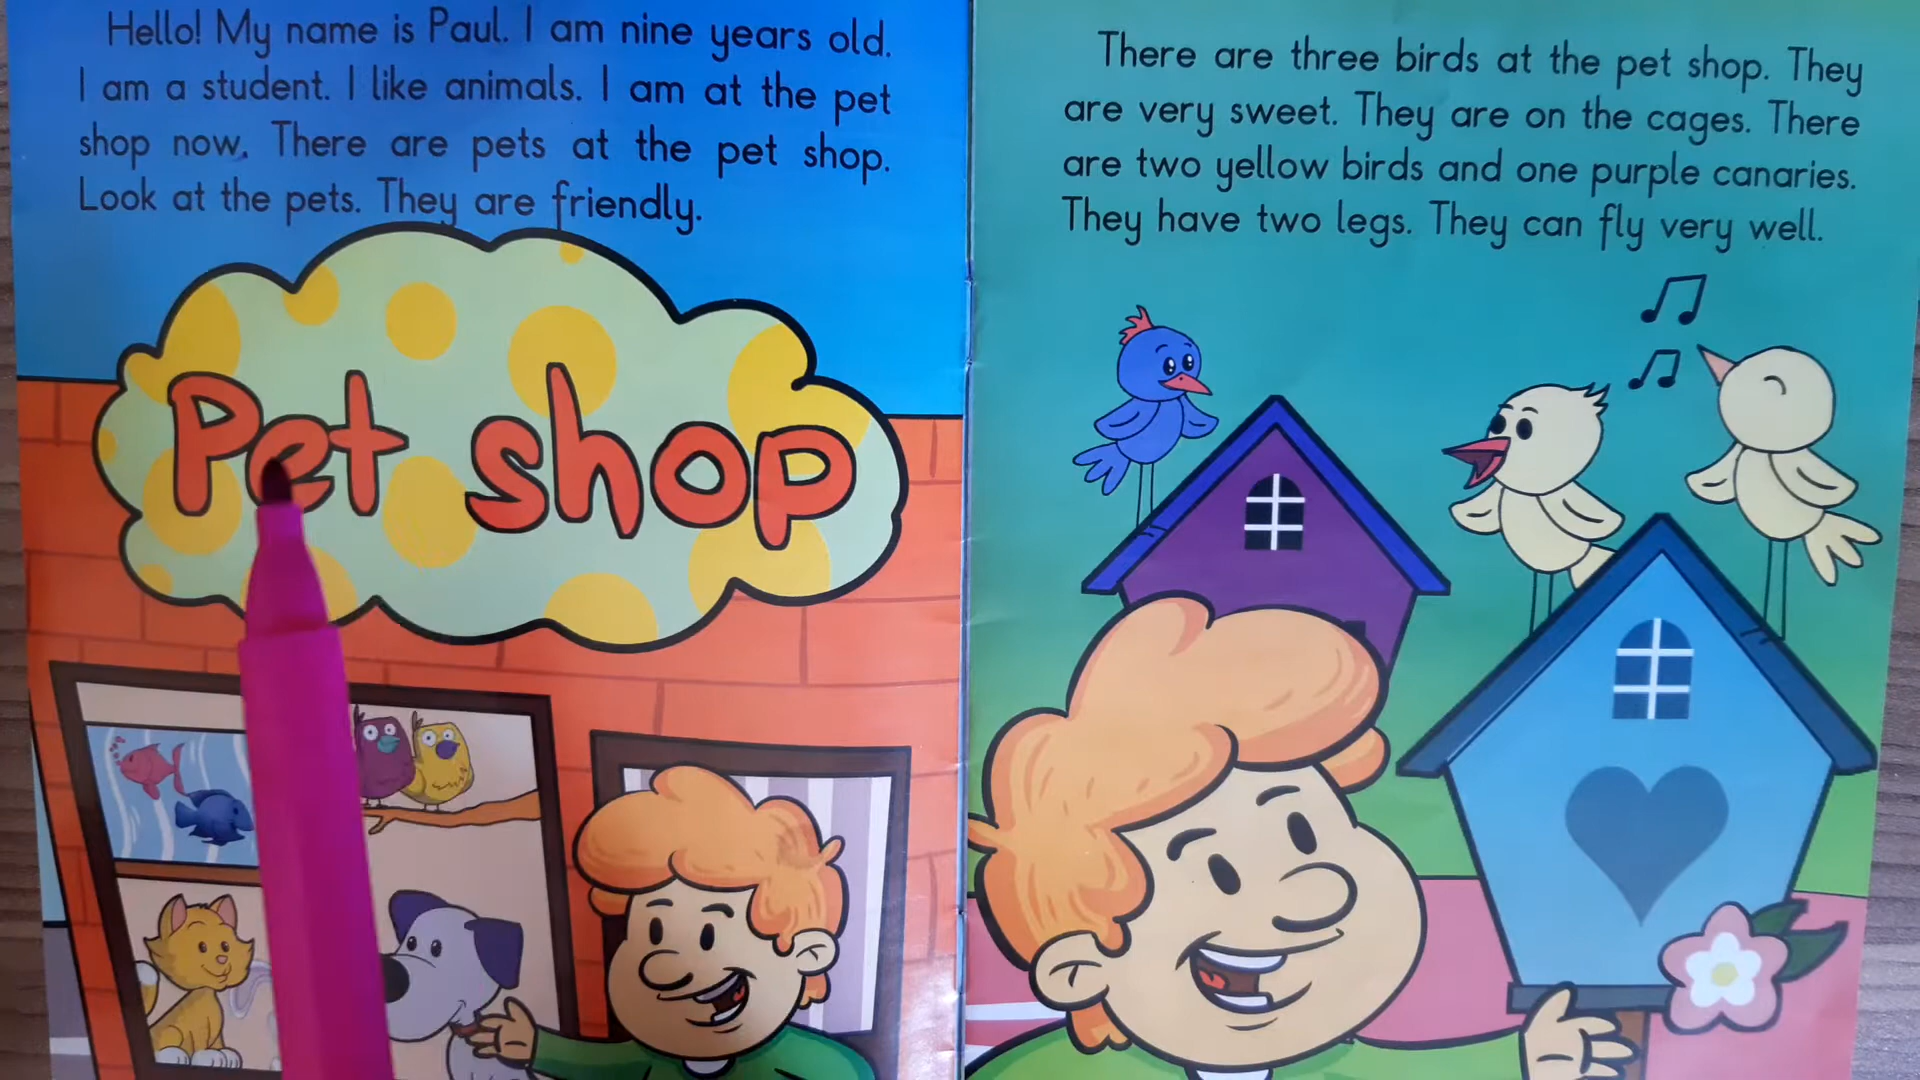 Hello! My name is Paul. I am nine years old.
I am a student. I like animals. I am at the pet
shop now. There are pets at the pet shop.
Look at the pets. They are friendly.
Pet shop
There are three birds at the pet shop. They
are very sweet. They are on the cages. There
are two yellow birds and one purple canaries.
They have two legs. They can fly very well.